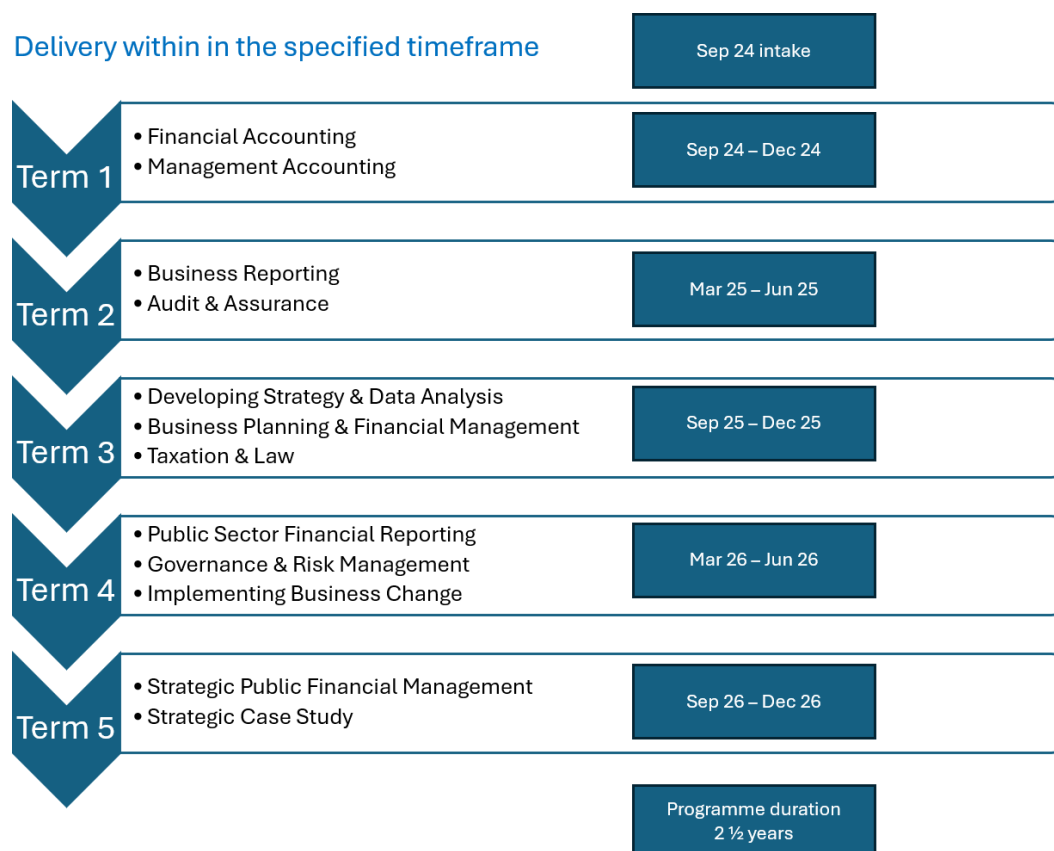 Delivery within in the specified timeframe
Sep 24 intake
Term 1
• Financial Accounting
• Management Accounting
Sep 24 – Dec 24
Term 2
• Business Reporting
• Audit & Assurance
Mar 25 – Jun 25
Term 3
• Developing Strategy & Data Analysis
• Business Planning & Financial Management
• Taxation & Law
Sep 25 – Dec 25
Term 4
• Public Sector Financial Reporting
• Governance & Risk Management
• Implementing Business Change
Mar 26 – Jun 26
Term 5
• Strategic Public Financial Management
• Strategic Case Study
Sep 26 – Dec 26
Programme duration
2 ½ years